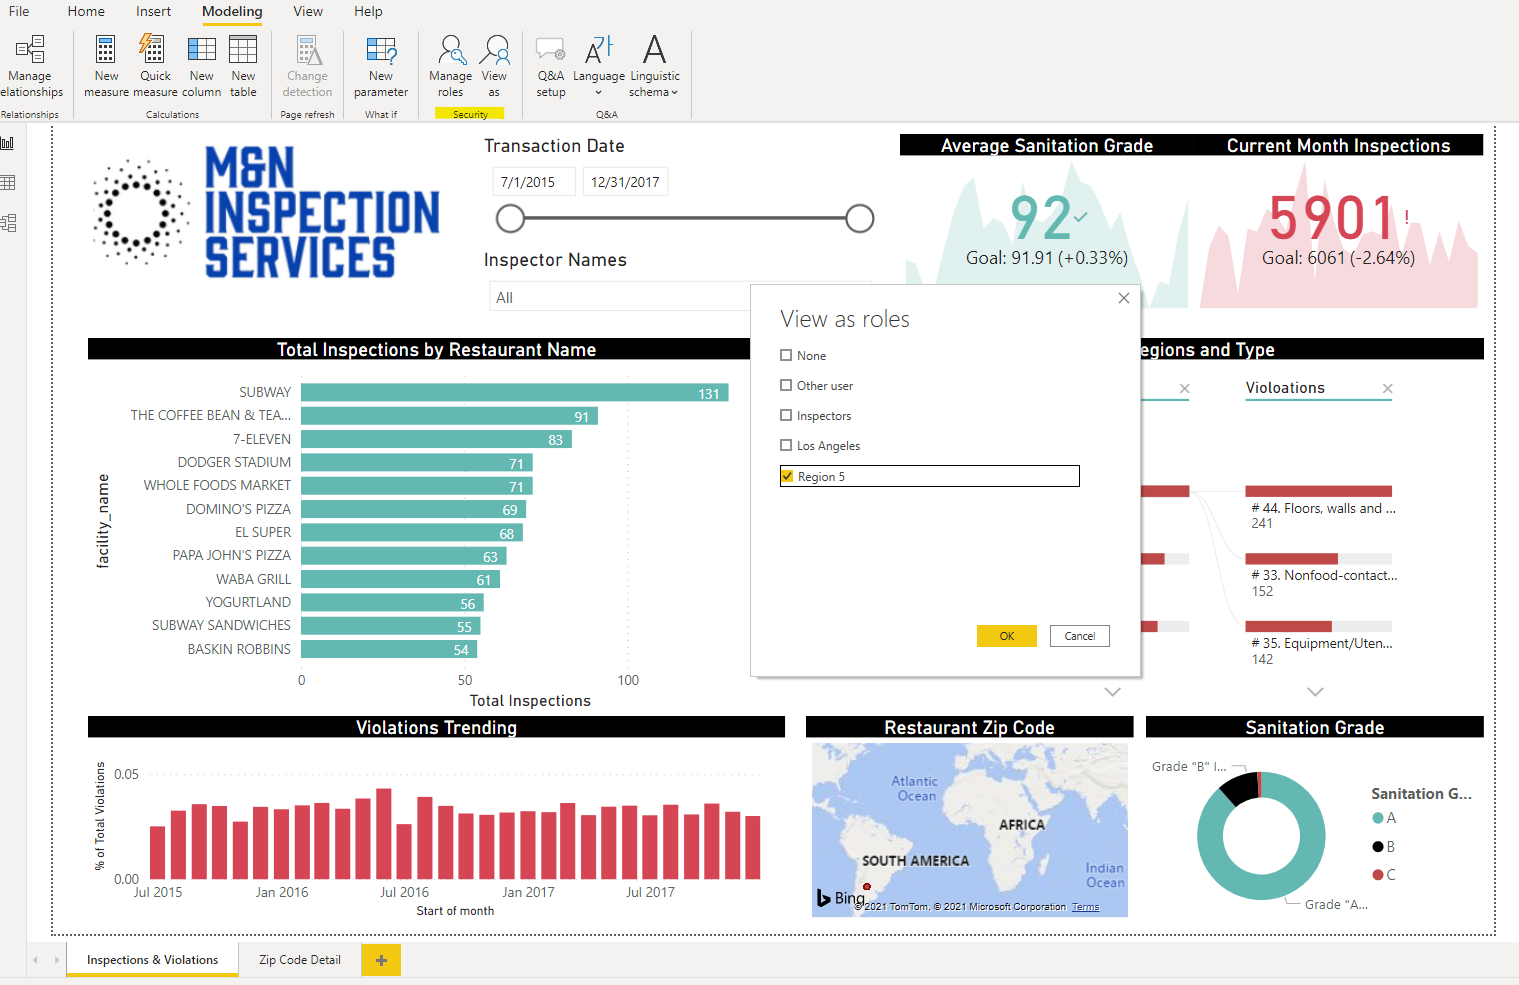 File Home Insert Modeling View Help
Manage
elationships
New
measure
Quick
measure
New
column
New
table
Change
detection
New
parameter
Manage
roles
View
as
Q&A
setup
Language
Linguistic
schema
Relationships
Calculations
Page refresh
What if
Security
Q&A
M&N
INSPECTION
SERVICES
Transaction Date
7/1/2015
12/31/2017
Inspector Names
All
Average Sanitation Grade
92
Goal: 91.91 (+0.33%)
Current Month Inspections
5901!
Goal: 6061 (-2.64%)
Total Inspections by Restaurant Name
facility_name
SUBWAY 131
THE COFFEE BEAN & TEA... 91
7-ELEVEN 83
DODGER STADIUM 71
WHOLE FOODS MARKET 71
DOMINO'S PIZZA 69
EL SUPER 68
PAPA JOHN'S PIZZA 63
WABA GRILL 61
YOGURTLAND 56
SUBWAY SANDWICHES 55
BASKIN ROBBINS 54
0 50 100
Total Inspections
View as roles
None
Other user
Inspectors
Los Angeles
Region 5
OK
Cancel
egions and Type
Violoations
# 44. Floors, walls and ...
241
# 33. Nonfood-contact...
152
# 35. Equipment/Uten...
142
Violations Trending
% of Total Violations
0.05
0.00
Jul 2015 Jan 2016 Jul 2016 Jan 2017 Jul 2017
Start of month
Restaurant Zip Code
Atlantic
Ocean
AFRICA
SOUTH AMERICA
Indian
Ocean
Bing
© 2021 TomTom, © 2021 Microsoft Corporation Terms
Sanitation Grade
Grade "B" I...
Grade "A...
Sanitation G...
A
B
C
Inspections & Violations
Zip Code Detail
+